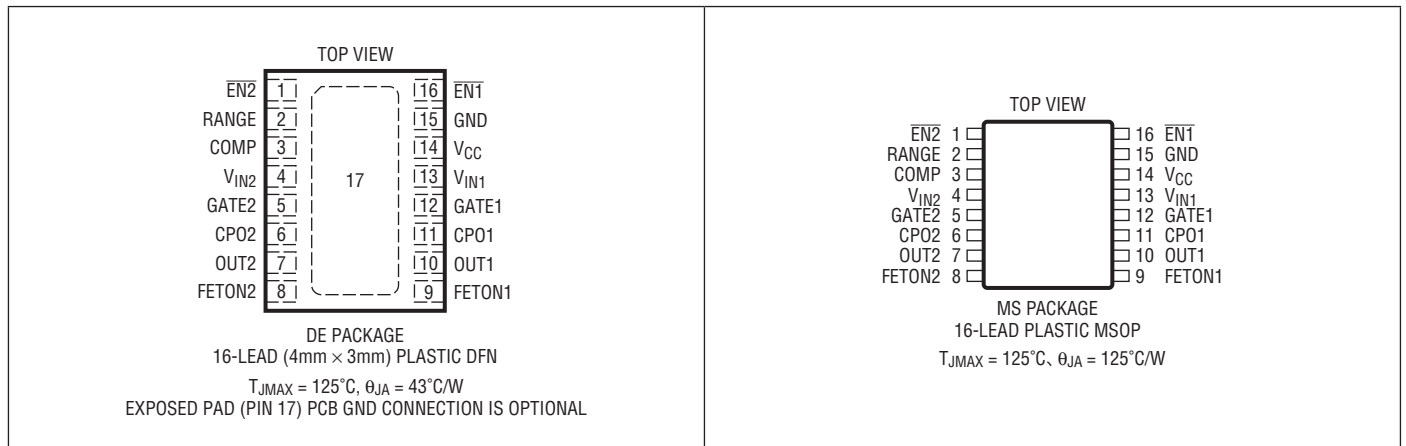 TOP VIEW
EN2 1 16 EN1
RANGE 2 15 GND
COMP 3 14 VCC
VIN2 4 17 13 VIN1
GATE2 5 12 GATE1
CPO2 6 11 CPO1
OUT2 7 10 OUT1
FETON2 8 9 FETON1
DE PACKAGE
16-LEAD (4mm × 3mm) PLASTIC DFN
TJMAX = 125°C, θJA = 43°C/W
EXPOSED PAD (PIN 17) PCB GND CONNECTION IS OPTIONAL
TOP VIEW
EN2 1 16 EN1
RANGE 2 15 GND
COMP 3 14 VCC
VIN2 4 13 VIN1
GATE2 5 12 GATE1
CPO2 6 11 CPO1
OUT2 7 10 OUT1
FETON2 8 9 FETON1
MS PACKAGE
16-LEAD PLASTIC MSOP
TJMAX = 125°C、θJA = 125°C/W